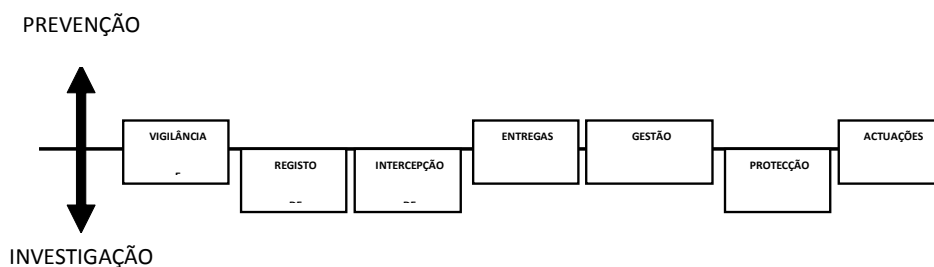 PREVENÇÃO
VIGILÂNCIA
ENTREGAS
GESTÃO
ACTUAÇÕES
REGISTO
INTERCEPÇÃO
PROTECÇÃO
INVESTIGAÇÃO